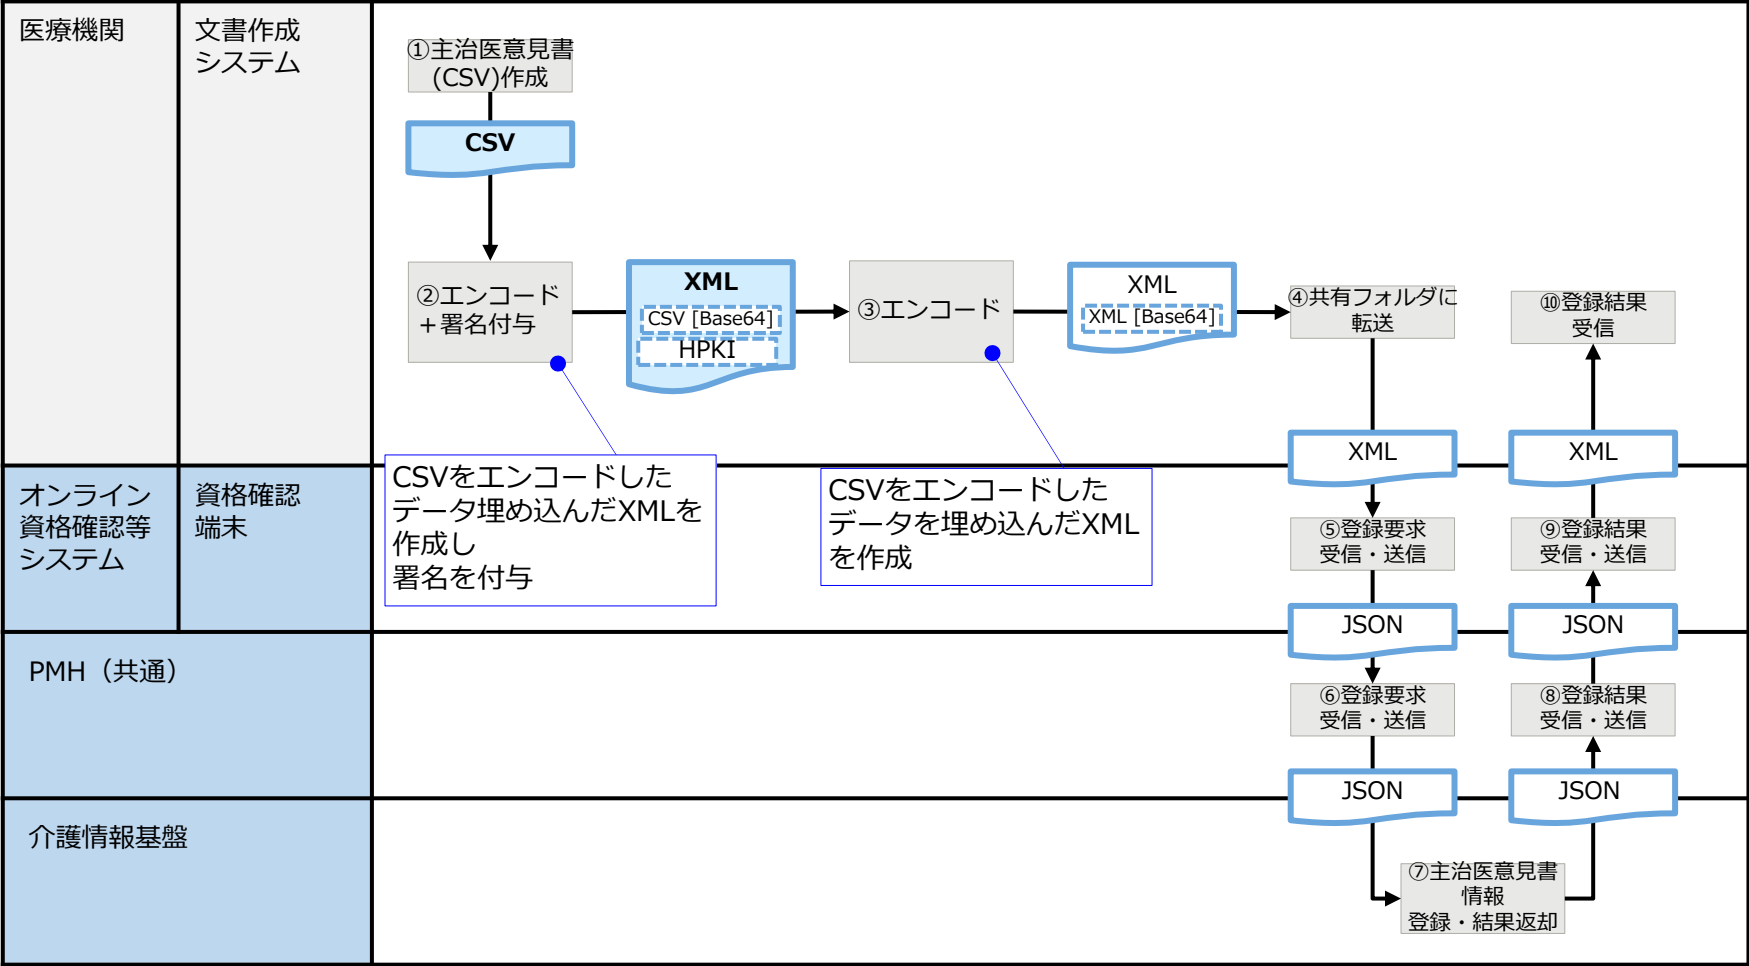 医療機関
文書作成
システム
①主治医意見書
(CSV)作成
CSV
②エンコード
＋署名付与
XML
CSV [Base64]
HPKI
③エンコード
XML
XML [Base64]
④共有フォルダに
転送
⑩登録結果
受信
XML
XML
CSVをエンコードした
データ埋め込んだXMLを
作成し
署名を付与
CSVをエンコードした
データを埋め込んだXML
を作成
オンライン
資格確認等
システム
資格確認
端末
⑤登録要求
受信・送信
⑨登録結果
受信・送信
JSON
JSON
PMH（共通）
⑥登録要求
受信・送信
⑧登録結果
受信・送信
JSON
JSON
介護情報基盤
⑦主治医意見書
情報
登録・結果返却